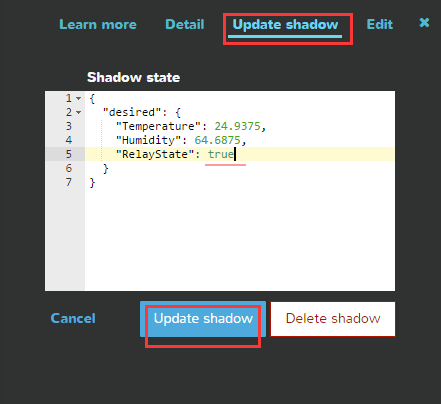 Learn more Detail Update shadow Edit ×
Shadow state
1 {
2 "desired": {
3 "Temperature": 24.9375,
4 "Humidity": 64.6875,
5 "RelayState": true
6 }
7 }
Cancel Update shadow Delete shadow